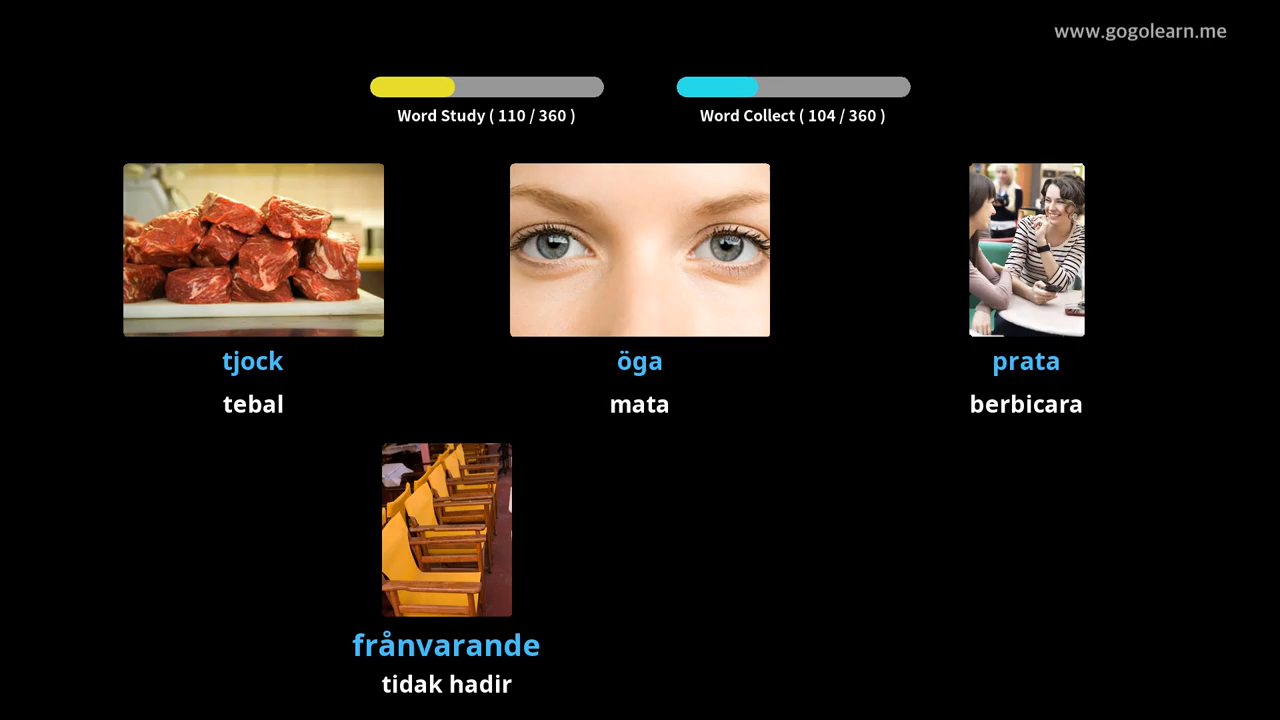 www.gogolearn.me
Word Study ( 110 / 360 )
Word Collect ( 104 / 360 )
tjock
öga
prata
tebal
mata
berbicara
frånvarande
tidak hadir